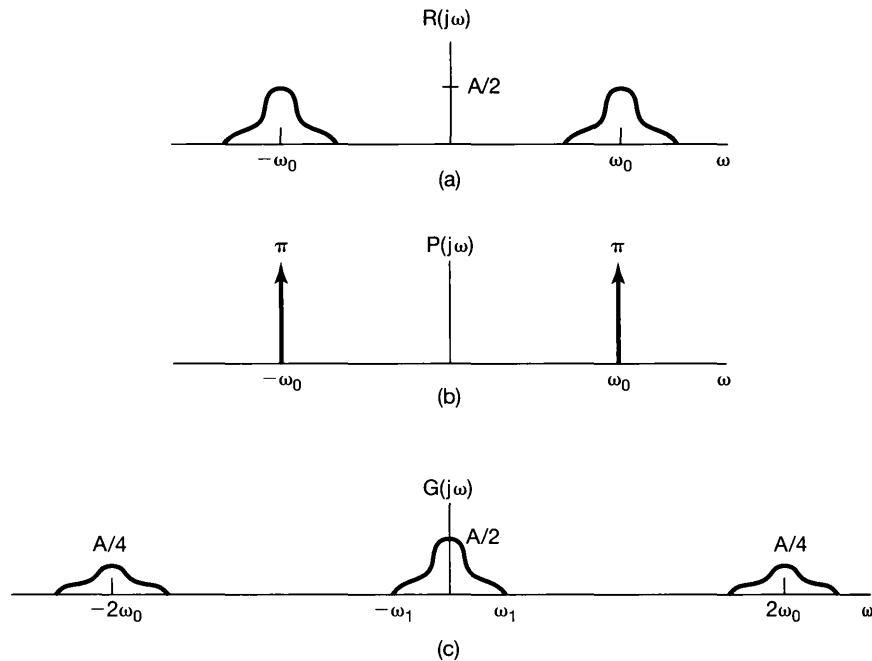 R(jω)
A/2
−ω₀ ω₀ ω
(a)
π P(jω) π
−ω₀ ω₀ ω
(b)
G(jω)
A/4 A/2 A/4
−2ω₀ −ω₁ ω₁ 2ω₀ ω
(c)